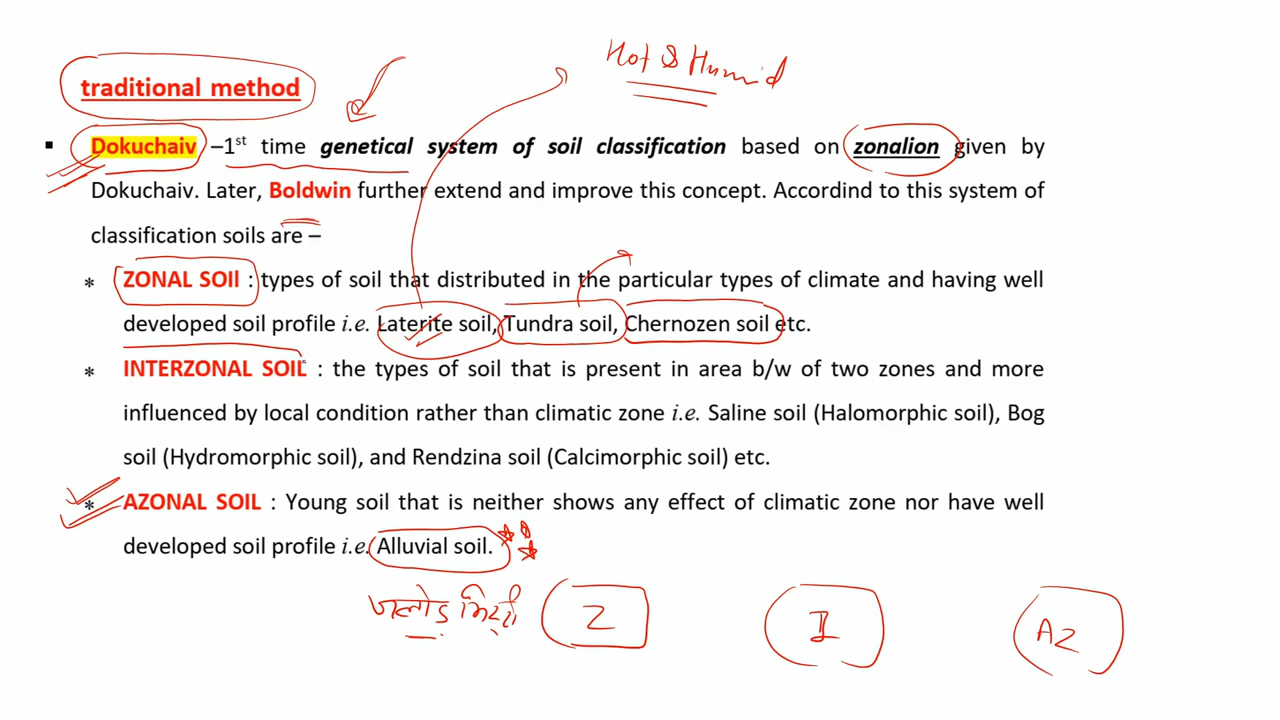 Hot & Humid
traditional method
▪ Dokuchaiv –1st time genetical system of soil classification based on zonalion given by
Dokuchaiv. Later, Boldwin further extend and improve this concept. Accordind to this system of
classification soils are –
* ZONAL SOIl : types of soil that distributed in the particular types of climate and having well
developed soil profile i.e. Laterite soil, Tundra soil, Chernozen soil etc.
* INTERZONAL SOIL : the types of soil that is present in area b/w of two zones and more
influenced by local condition rather than climatic zone i.e. Saline soil (Halomorphic soil), Bog
soil (Hydromorphic soil), and Rendzina soil (Calcimorphic soil) etc.
* AZONAL SOIL : Young soil that is neither shows any effect of climatic zone nor have well
developed soil profile i.e. Alluvial soil.
जलोढ़ मिट्टी Z I AZ